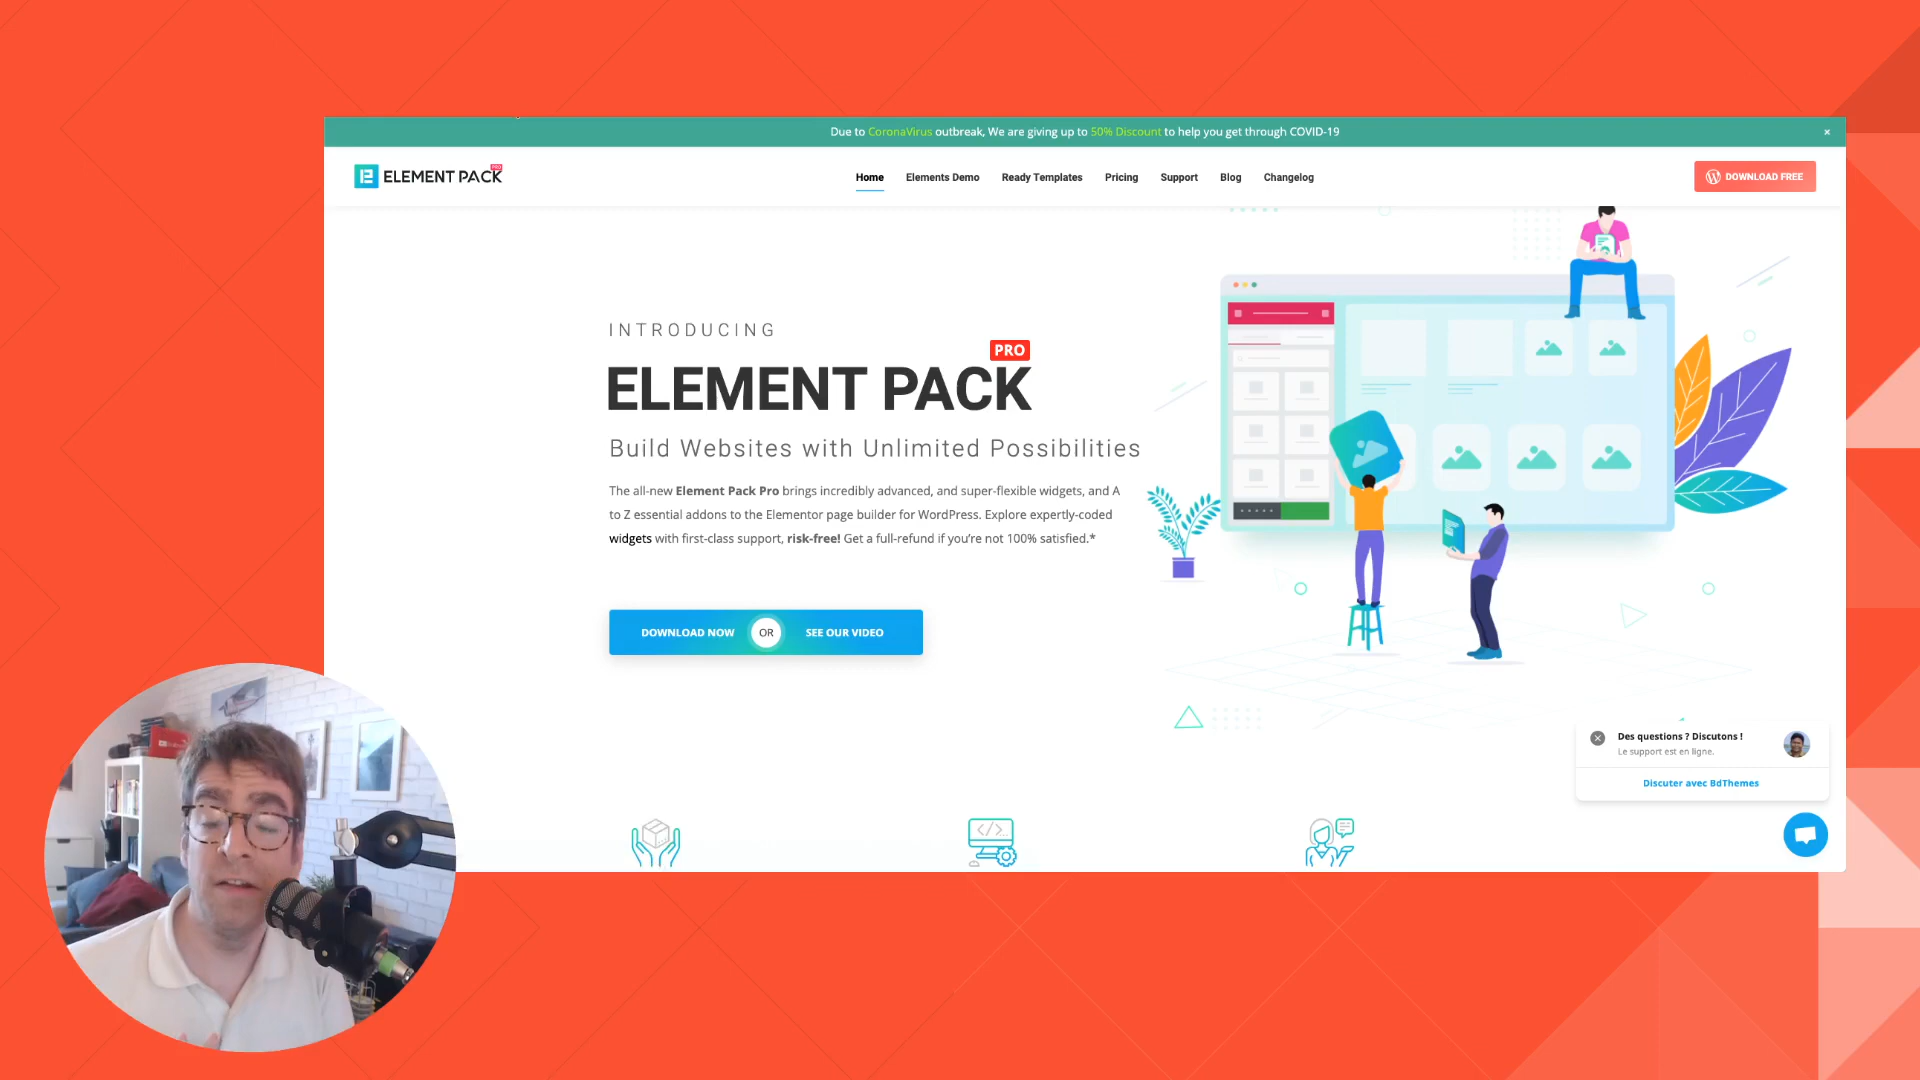 Due to CoronaVirus outbreak, We are giving up to 50% Discount to help you get through COVID-19
×
ELEMENT PACK
PRO
Home
Elements Demo
Ready Templates
Pricing
Support
Blog
Changelog
DOWNLOAD FREE
INTRODUCING
PRO
ELEMENT PACK
Build Websites with Unlimited Possibilities
The all-new Element Pack Pro brings incredibly advanced, and super-flexible widgets, and A
to Z essential addons to the Elementor page builder for WordPress. Explore expertly-coded
widgets with first-class support, risk-free! Get a full-refund if you're not 100% satisfied.*
DOWNLOAD NOW
OR
SEE OUR VIDEO
Des questions ? Discutons !
Le support est en ligne.
Discuter avec BdThemes